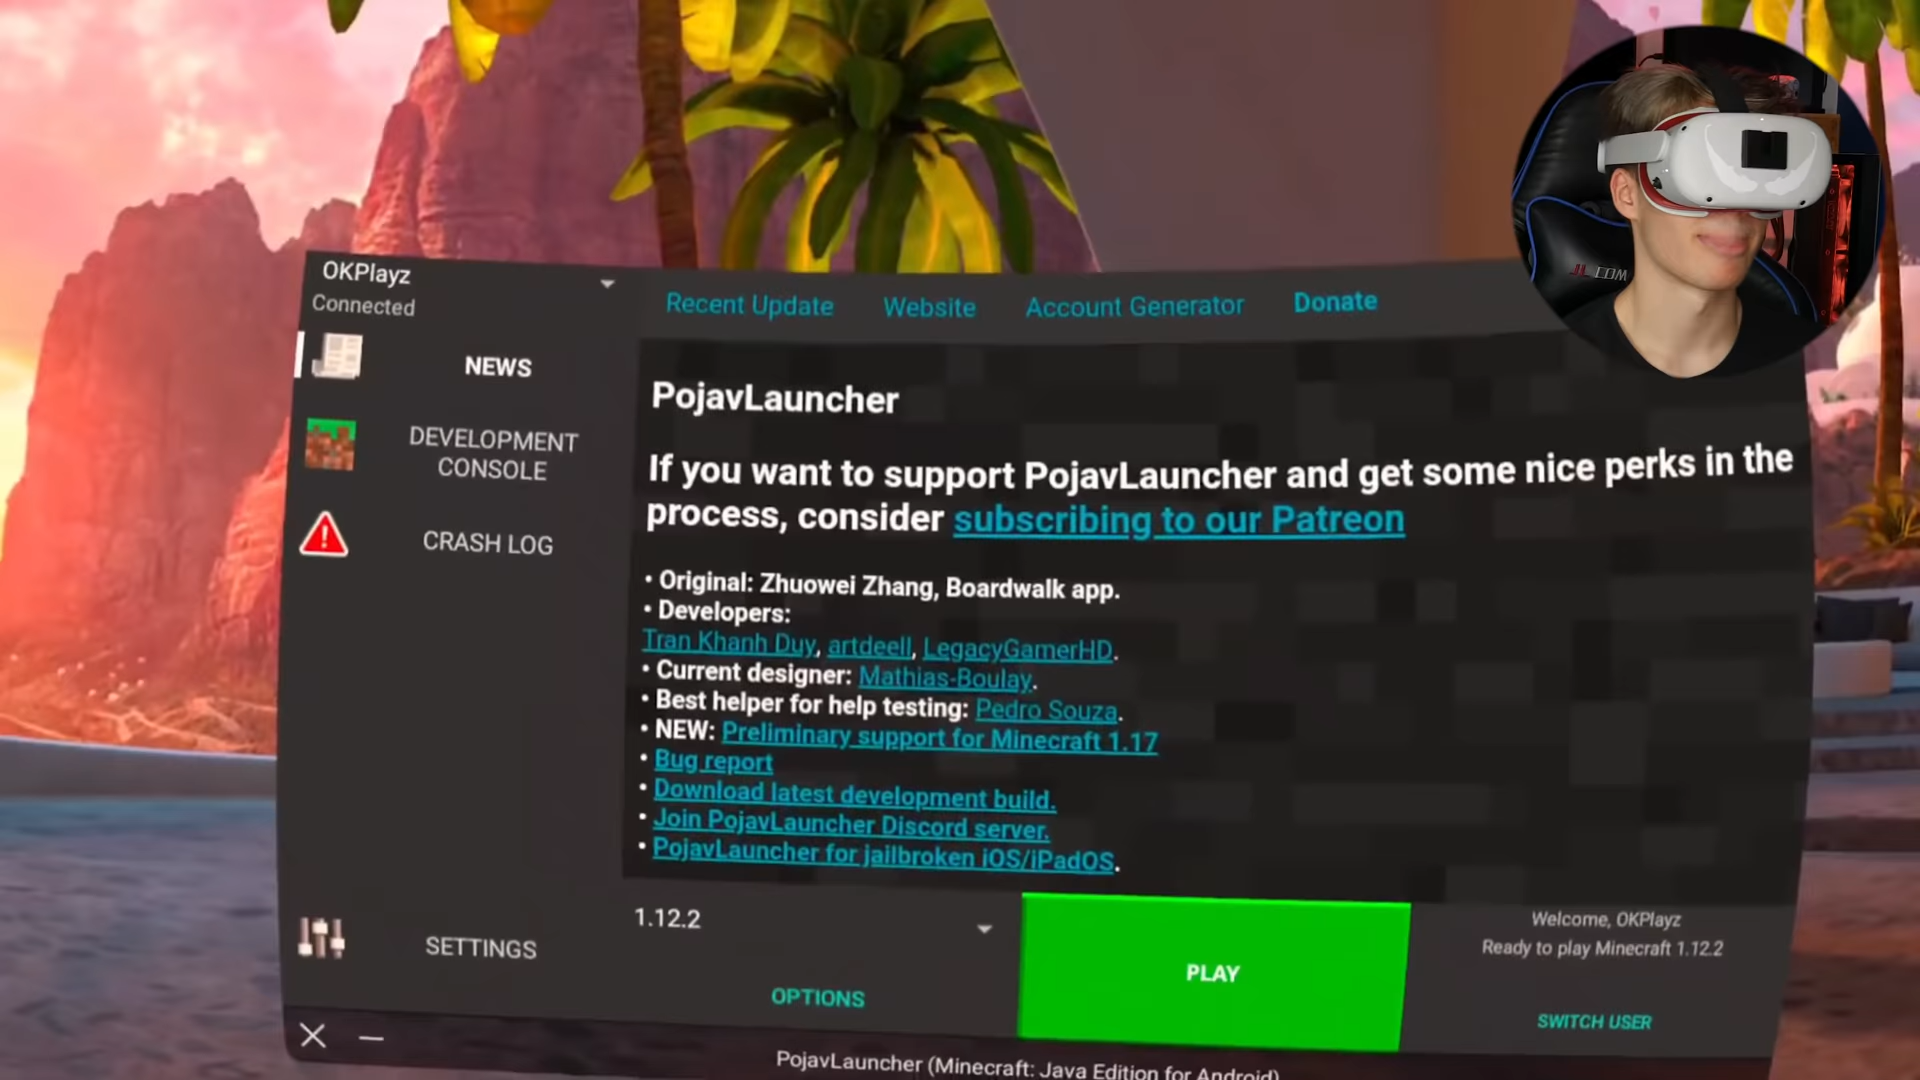 OKPlayz
Connected
NEWS
DEVELOPMENT
CONSOLE
CRASH LOG
SETTINGS
Recent Update
Website
Account Generator
Donate
PojavLauncher
If you want to support PojavLauncher and get some nice perks in the
process, consider subscribing to our Patreon
• Original: Zhuowei Zhang, Boardwalk app.
• Developers:
Tran Khanh Duy, artdeell, LegacyGamerHD.
• Current designer: Mathias-Boulay.
• Best helper for help testing: Pedro Souza.
• NEW: Preliminary support for Minecraft 1.17
• Bug report
• Download latest development build.
• Join PojavLauncher Discord server.
• PojavLauncher for jailbroken iOS/iPadOS.
1.12.2
OPTIONS
PLAY
Welcome, OKPlayz
Ready to play Minecraft 1.12.2
SWITCH USER
PojavLauncher (Minecraft: Java Edition for Android)